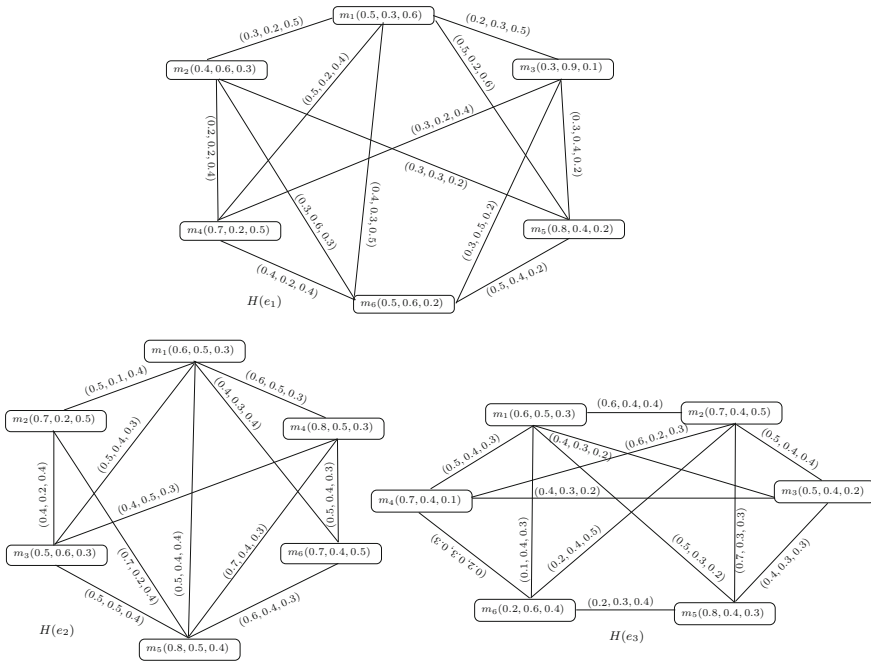 m₁(0.5, 0.3, 0.6)
(0.3, 0.2, 0.5)
(0.2, 0.3, 0.5)
m₂(0.4, 0.6, 0.3)
(0.5, 0.2, 0.4)
(0.5, 0.2, 0.6)
m₃(0.3, 0.9, 0.1)
(0.2, 0.2, 0.4)
(0.3, 0.2, 0.4)
(0.3, 0.4, 0.2)
(0.3, 0.3, 0.2)
(0.4, 0.3, 0.5)
m₄(0.7, 0.2, 0.5)
(0.3, 0.6, 0.3)
(0.3, 0.5, 0.2)
m₅(0.8, 0.4, 0.2)
(0.4, 0.2, 0.4)
(0.5, 0.4, 0.2)
H(e₁)
m₆(0.5, 0.6, 0.2)
m₁(0.6, 0.5, 0.3)
(0.5, 0.1, 0.4)
(0.6, 0.5, 0.3)
(0.4, 0.3, 0.4)
m₂(0.7, 0.2, 0.5)
(0.5, 0.4, 0.3)
m₄(0.8, 0.5, 0.3)
(0.4, 0.2, 0.4)
(0.4, 0.5, 0.3)
(0.5, 0.4, 0.3)
m₃(0.5, 0.6, 0.3)
(0.7, 0.2, 0.4)
(0.5, 0.4, 0.4)
(0.7, 0.4, 0.3)
m₆(0.7, 0.4, 0.5)
(0.5, 0.5, 0.4)
(0.6, 0.4, 0.3)
H(e₂)
m₅(0.8, 0.5, 0.4)
(0.6, 0.4, 0.4)
m₁(0.6, 0.5, 0.3)
m₂(0.7, 0.4, 0.5)
(0.5, 0.4, 0.3)
(0.4, 0.3, 0.2)
(0.6, 0.2, 0.3)
(0.5, 0.4, 0.4)
m₄(0.7, 0.4, 0.1)
(0.4, 0.3, 0.2)
m₃(0.5, 0.4, 0.2)
(0.2, 0.3, 0.3)
(0.1, 0.4, 0.3)
(0.2, 0.4, 0.5)
(0.5, 0.3, 0.2)
(0.7, 0.3, 0.3)
(0.4, 0.3, 0.3)
m₆(0.2, 0.6, 0.4)
(0.2, 0.3, 0.4)
m₅(0.8, 0.4, 0.3)
H(e₃)